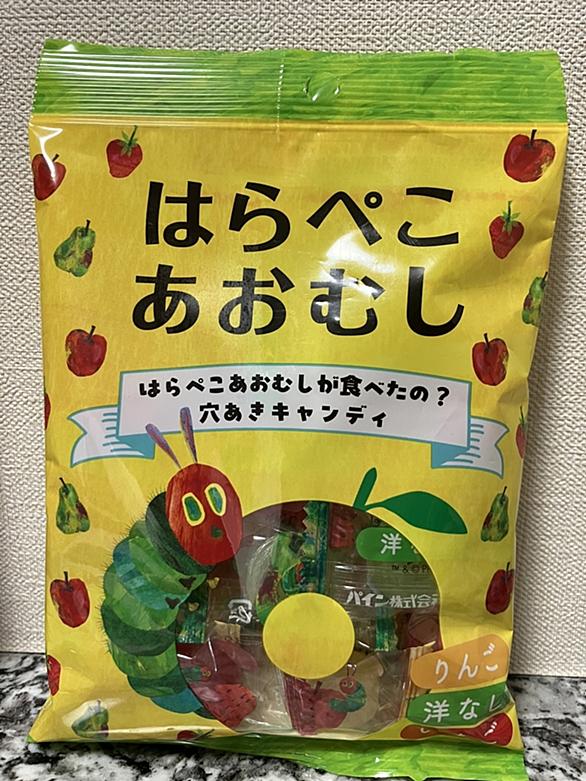 はらぺこ
あおむし
はらぺこあおむしが食べたの？
穴あきキャンディ
洋
パイン株式会
りんご
洋なし